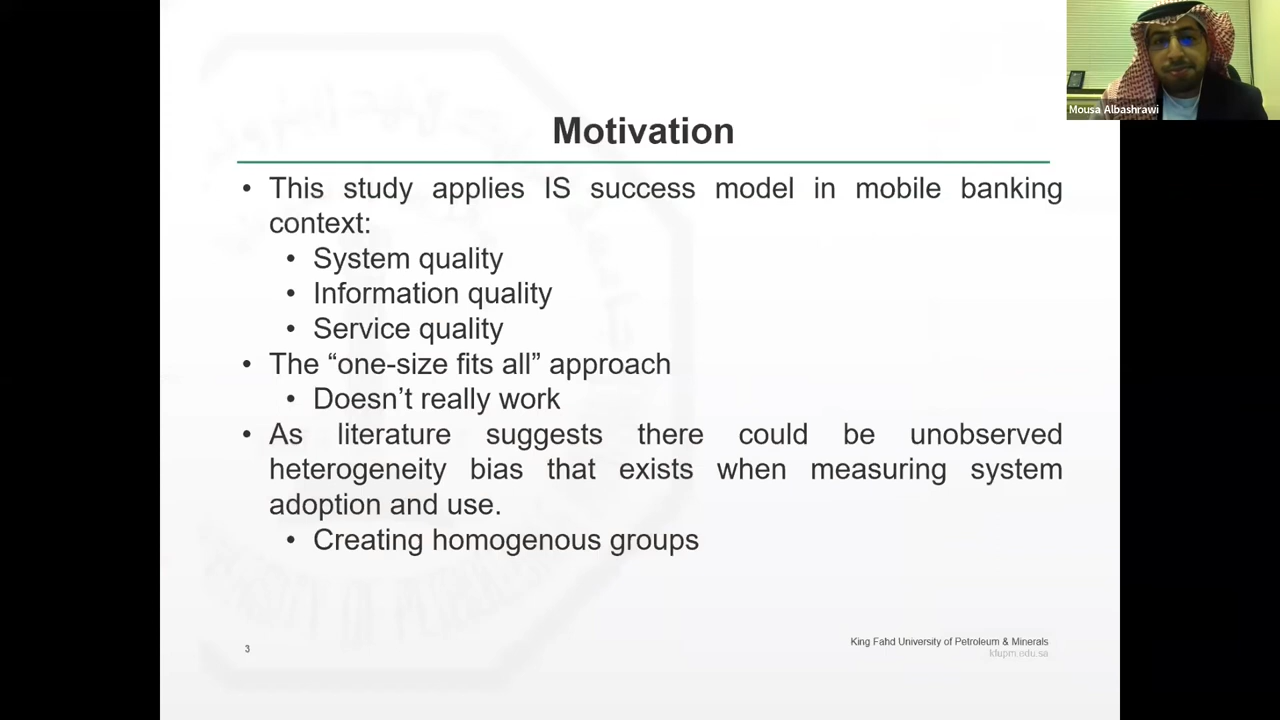 Mousa Albashrawi
Motivation
• This study applies IS success model in mobile banking
context:
• System quality
• Information quality
• Service quality
• The “one-size fits all” approach
• Doesn’t really work
• As literature suggests there could be unobserved
heterogeneity bias that exists when measuring system
adoption and use.
• Creating homogenous groups
3
King Fahd University of Petroleum & Minerals
kfupm.edu.sa